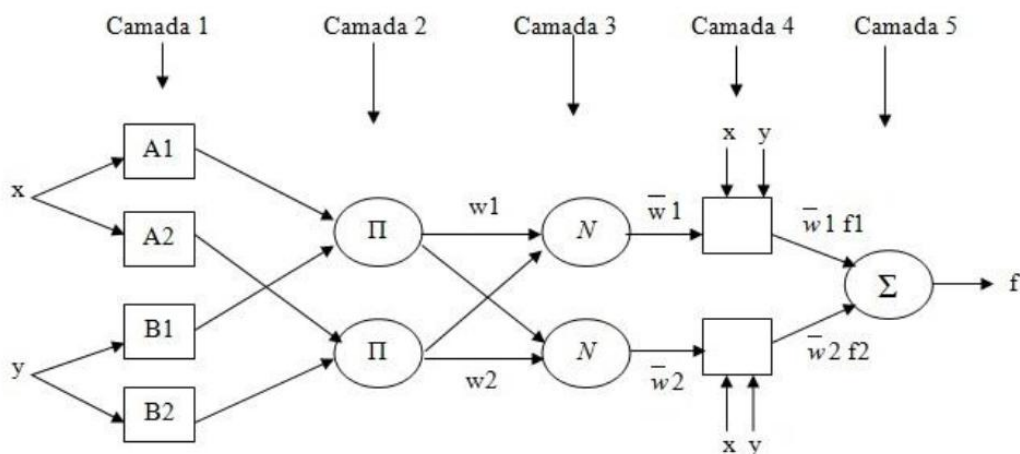 Camada 1
Camada 2
Camada 3
Camada 4
Camada 5
x
y
A1
x
A2
B1
y
B2
Π
Π
w1
w2
N
N
w̅1
w̅2
x
y
w̅1 f1
w̅2 f2
Σ
f